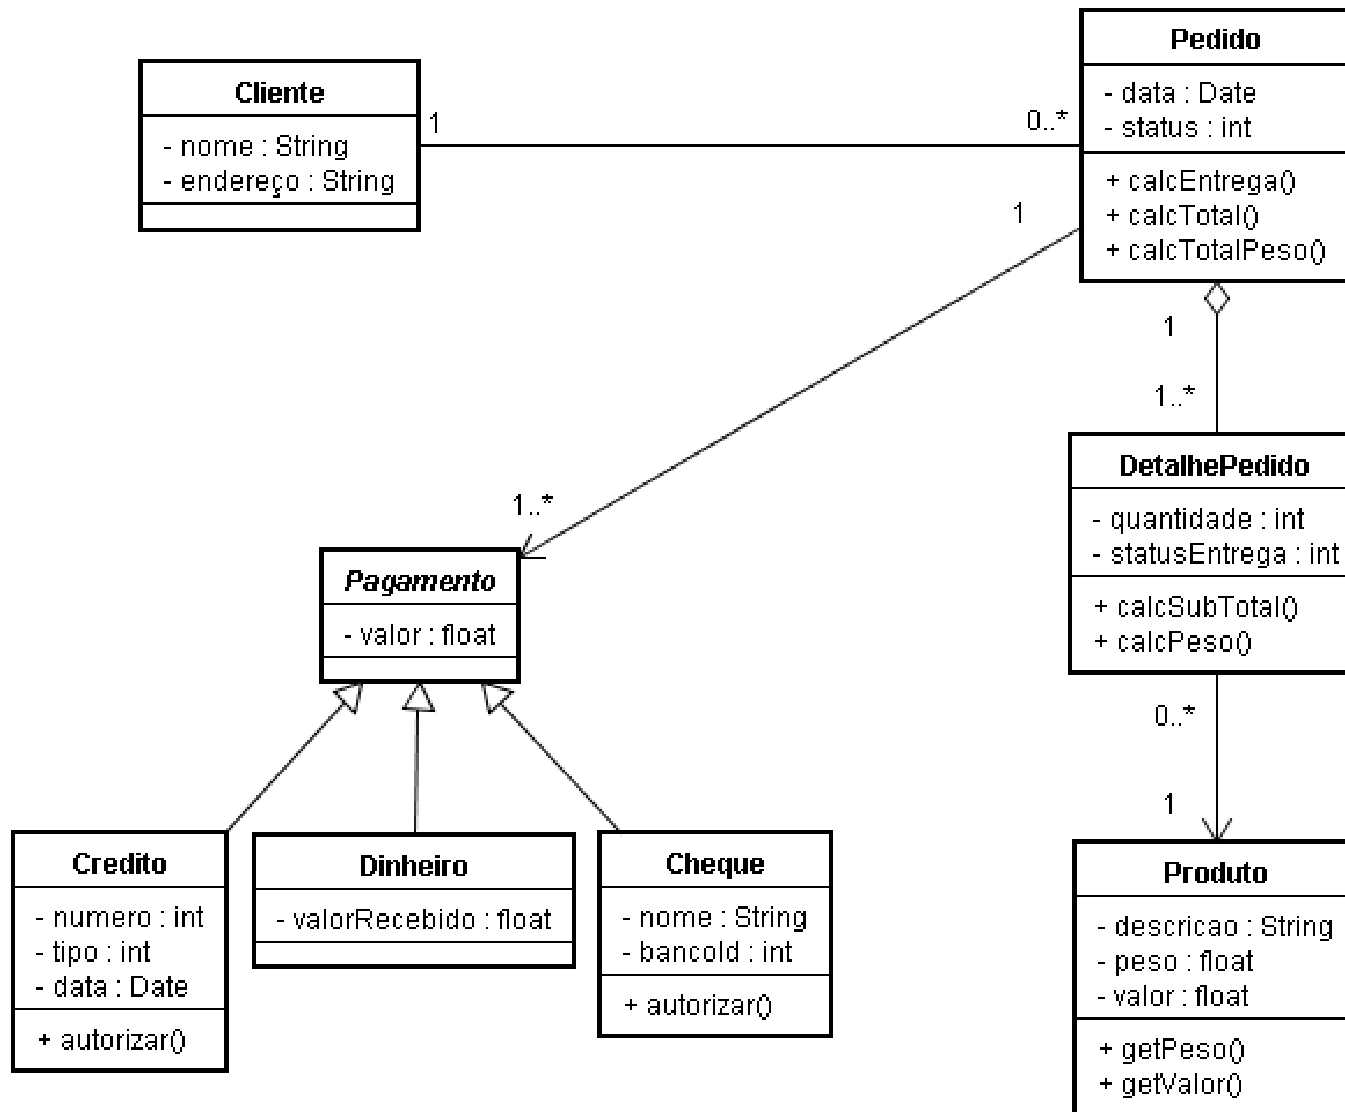 Pedido
- data : Date
- status : int
+ calcEntrega()
+ calcTotal()
+ calcTotalPeso()
Cliente
- nome : String
- endereço : String
1
0..*
1
1..*
1
1..*
DetalhePedido
- quantidade : int
- statusEntrega : int
+ calcSubTotal()
+ calcPeso()
Pagamento
- valor : float
0..*
1
Credito
- numero : int
- tipo : int
- data : Date
+ autorizar()
Dinheiro
- valorRecebido : float
Cheque
- nome : String
- bancoId : int
+ autorizar()
Produto
- descricao : String
- peso : float
- valor : float
+ getPeso()
+ getValor()